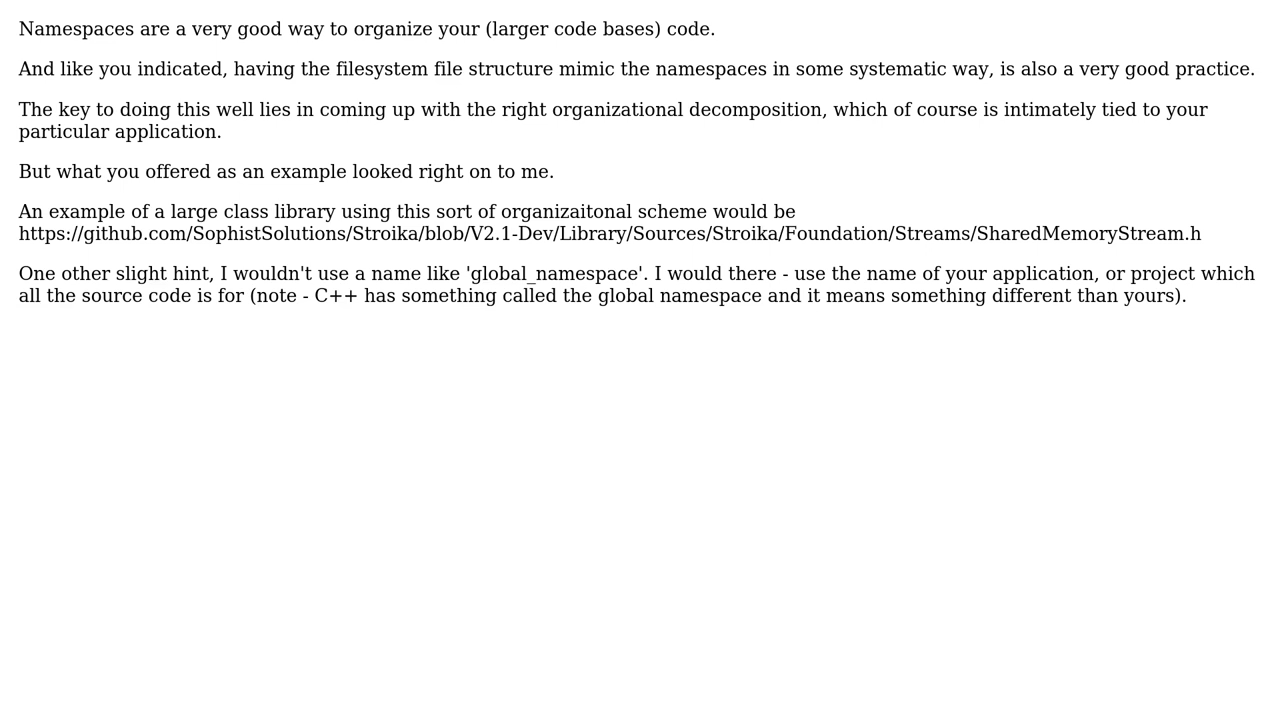 Namespaces are a very good way to organize your (larger code bases) code.
And like you indicated, having the filesystem file structure mimic the namespaces in some systematic way, is also a very good practice.
The key to doing this well lies in coming up with the right organizational decomposition, which of course is intimately tied to your
particular application.
But what you offered as an example looked right on to me.
An example of a large class library using this sort of organizaitonal scheme would be
https://github.com/SophistSolutions/Stroika/blob/V2.1-Dev/Library/Sources/Stroika/Foundation/Streams/SharedMemoryStream.h
One other slight hint, I wouldn't use a name like 'global_namespace'. I would there - use the name of your application, or project which
all the source code is for (note - C++ has something called the global namespace and it means something different than yours).